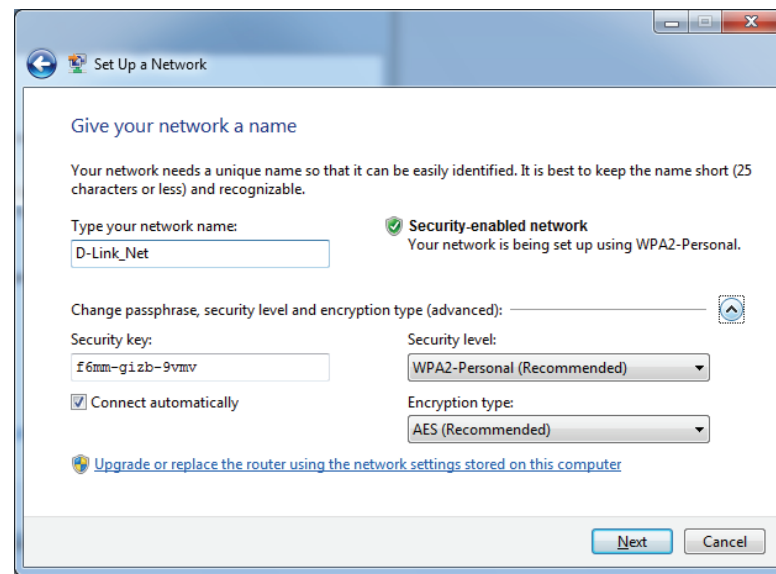 Set Up a Network
Give your network a name
Your network needs a unique name so that it can be easily identified. It is best to keep the name short (25
characters or less) and recognizable.
Type your network name:
D-Link_Net
Security-enabled network
Your network is being set up using WPA2-Personal.
Change passphrase, security level and encryption type (advanced):
Security key:
f6mm-gizb-9vmv
Security level:
WPA2-Personal (Recommended)
Connect automatically
Encryption type:
AES (Recommended)
Upgrade or replace the router using the network settings stored on this computer
Next
Cancel